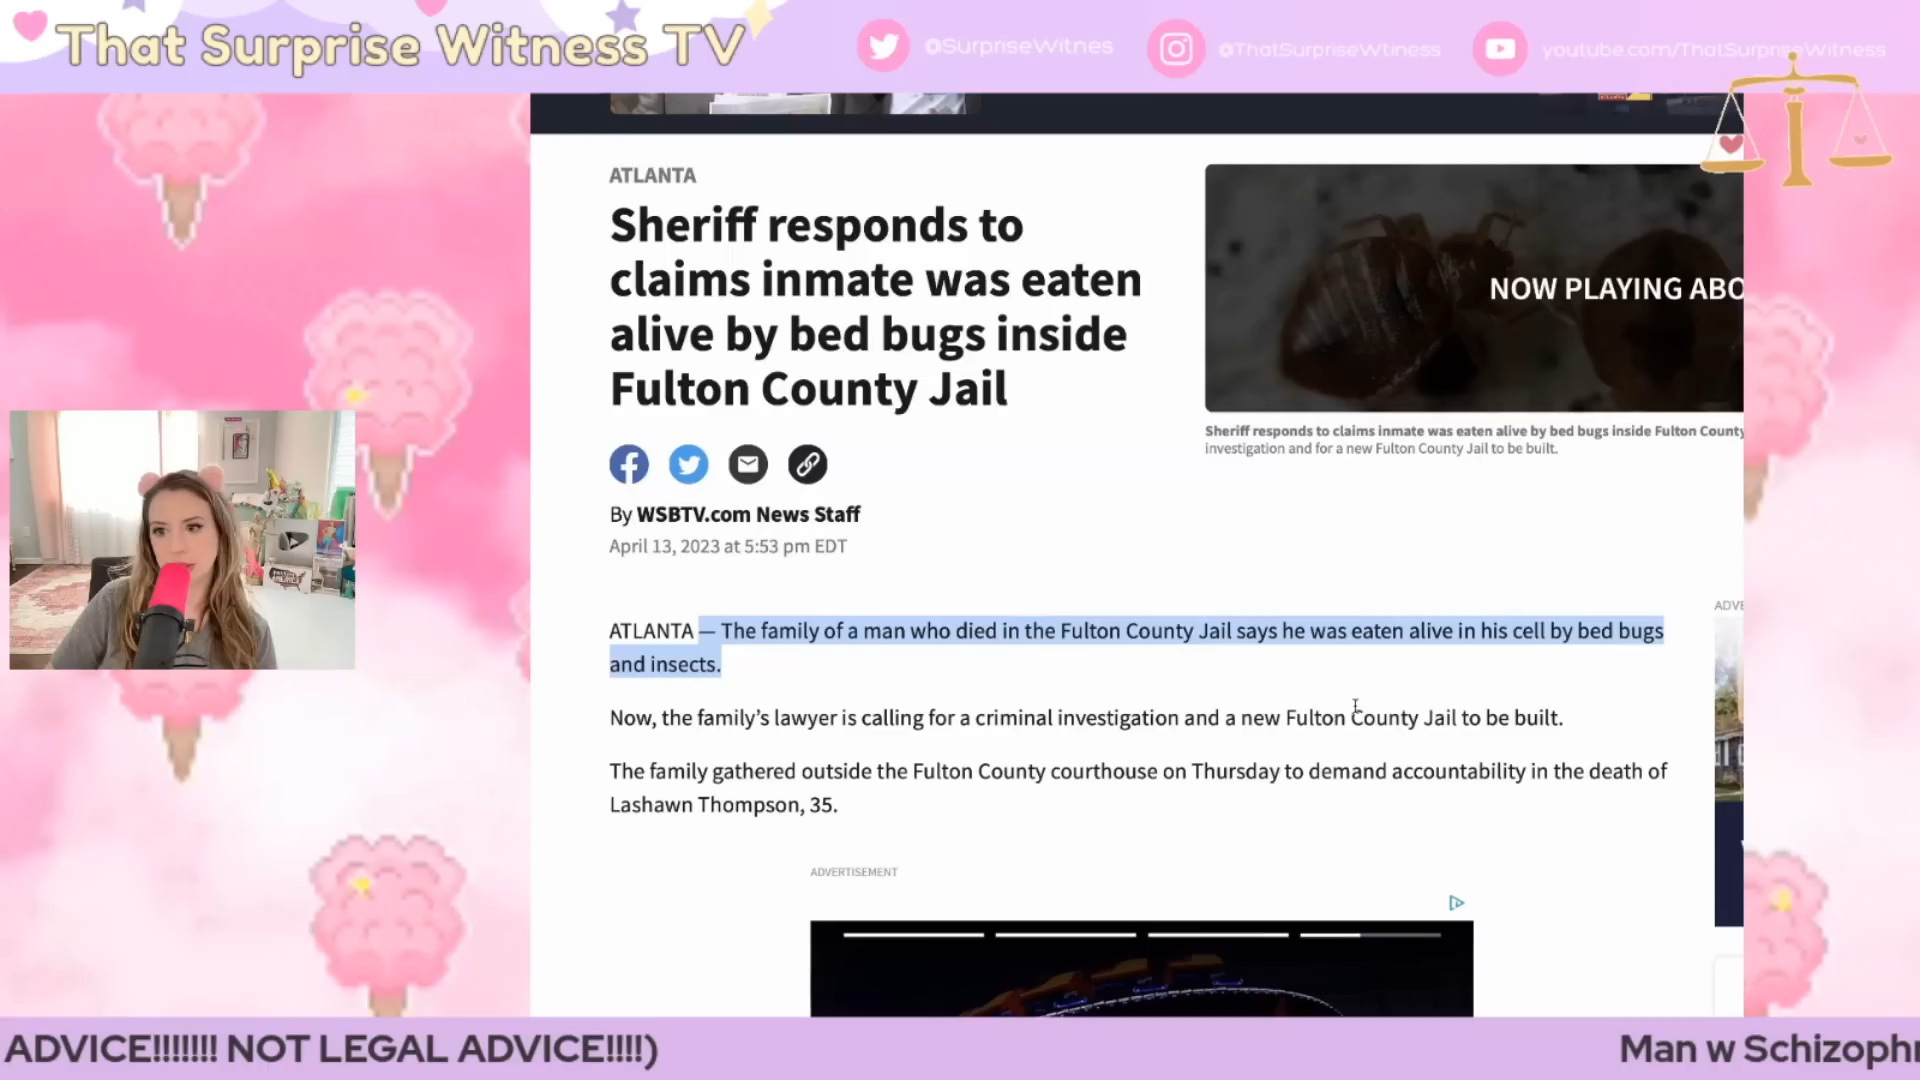 That Surprise Witness TV
@SurpriseWitnes
@ThatSurpriseWtiness
youtube.com/ThatSurpriseWitness
ATLANTA
Sheriff responds to
claims inmate was eaten
alive by bed bugs inside
Fulton County Jail
NOW PLAYING ABO
Sheriff responds to claims inmate was eaten alive by bed bugs inside Fulton County
investigation and for a new Fulton County Jail to be built.
By WSBTV.com News Staff
April 13, 2023 at 5:53 pm EDT
ADVE
ATLANTA — The family of a man who died in the Fulton County Jail says he was eaten alive in his cell by bed bugs
and insects.
Now, the family’s lawyer is calling for a criminal investigation and a new Fulton County Jail to be built.
The family gathered outside the Fulton County courthouse on Thursday to demand accountability in the death of
Lashawn Thompson, 35.
ADVERTISEMENT
ADVICE!!!!!!! NOT LEGAL ADVICE!!!!)
Man w Schizophr